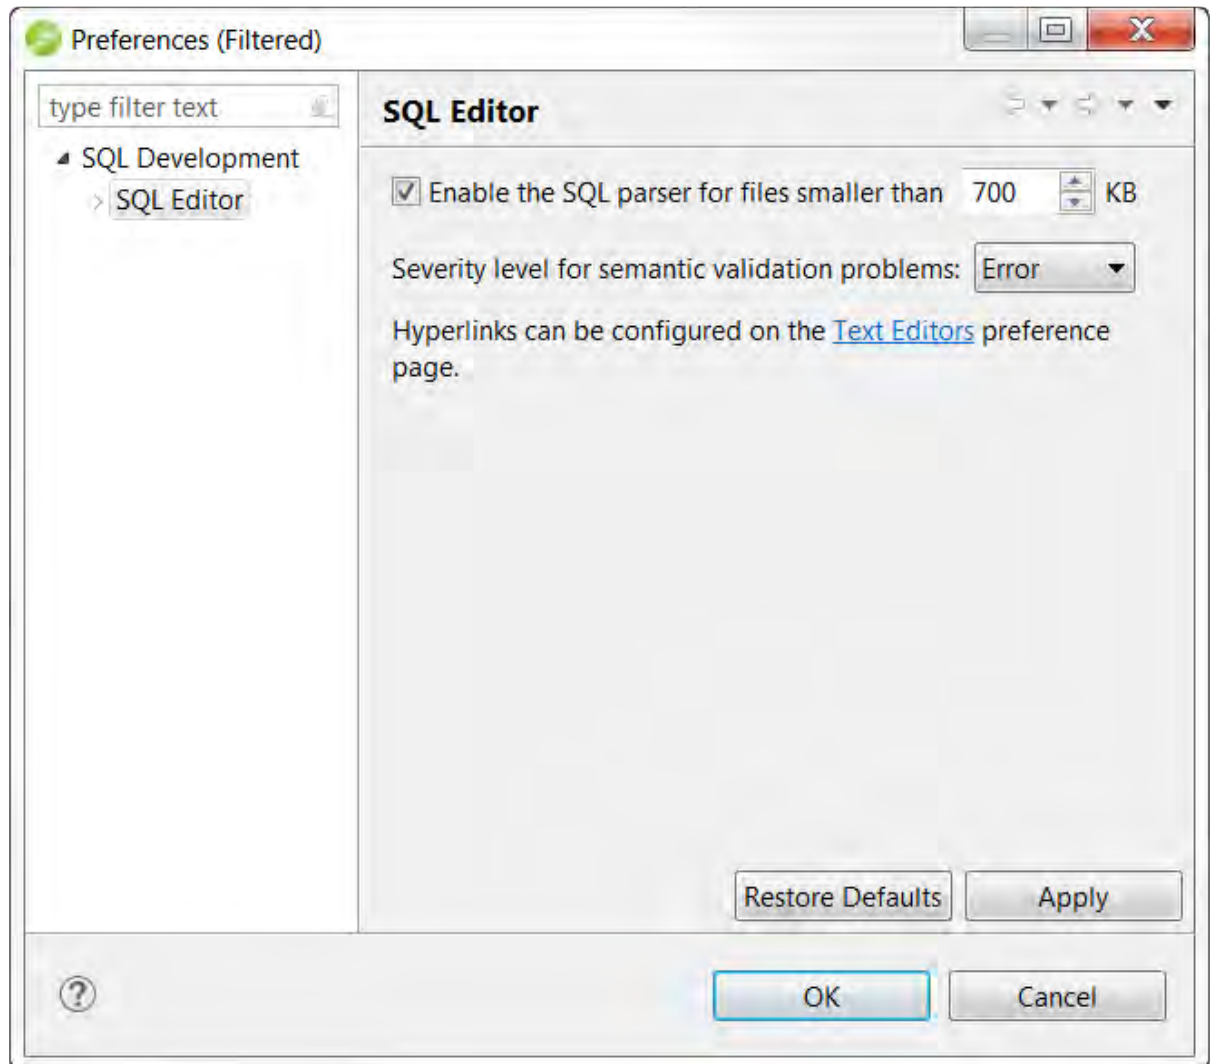 Preferences (Filtered)
type filter text
SQL Development
SQL Editor
SQL Editor
Enable the SQL parser for files smaller than 700 KB
Severity level for semantic validation problems: Error
Hyperlinks can be configured on the Text Editors preference
page.
Restore Defaults
Apply
?
OK
Cancel